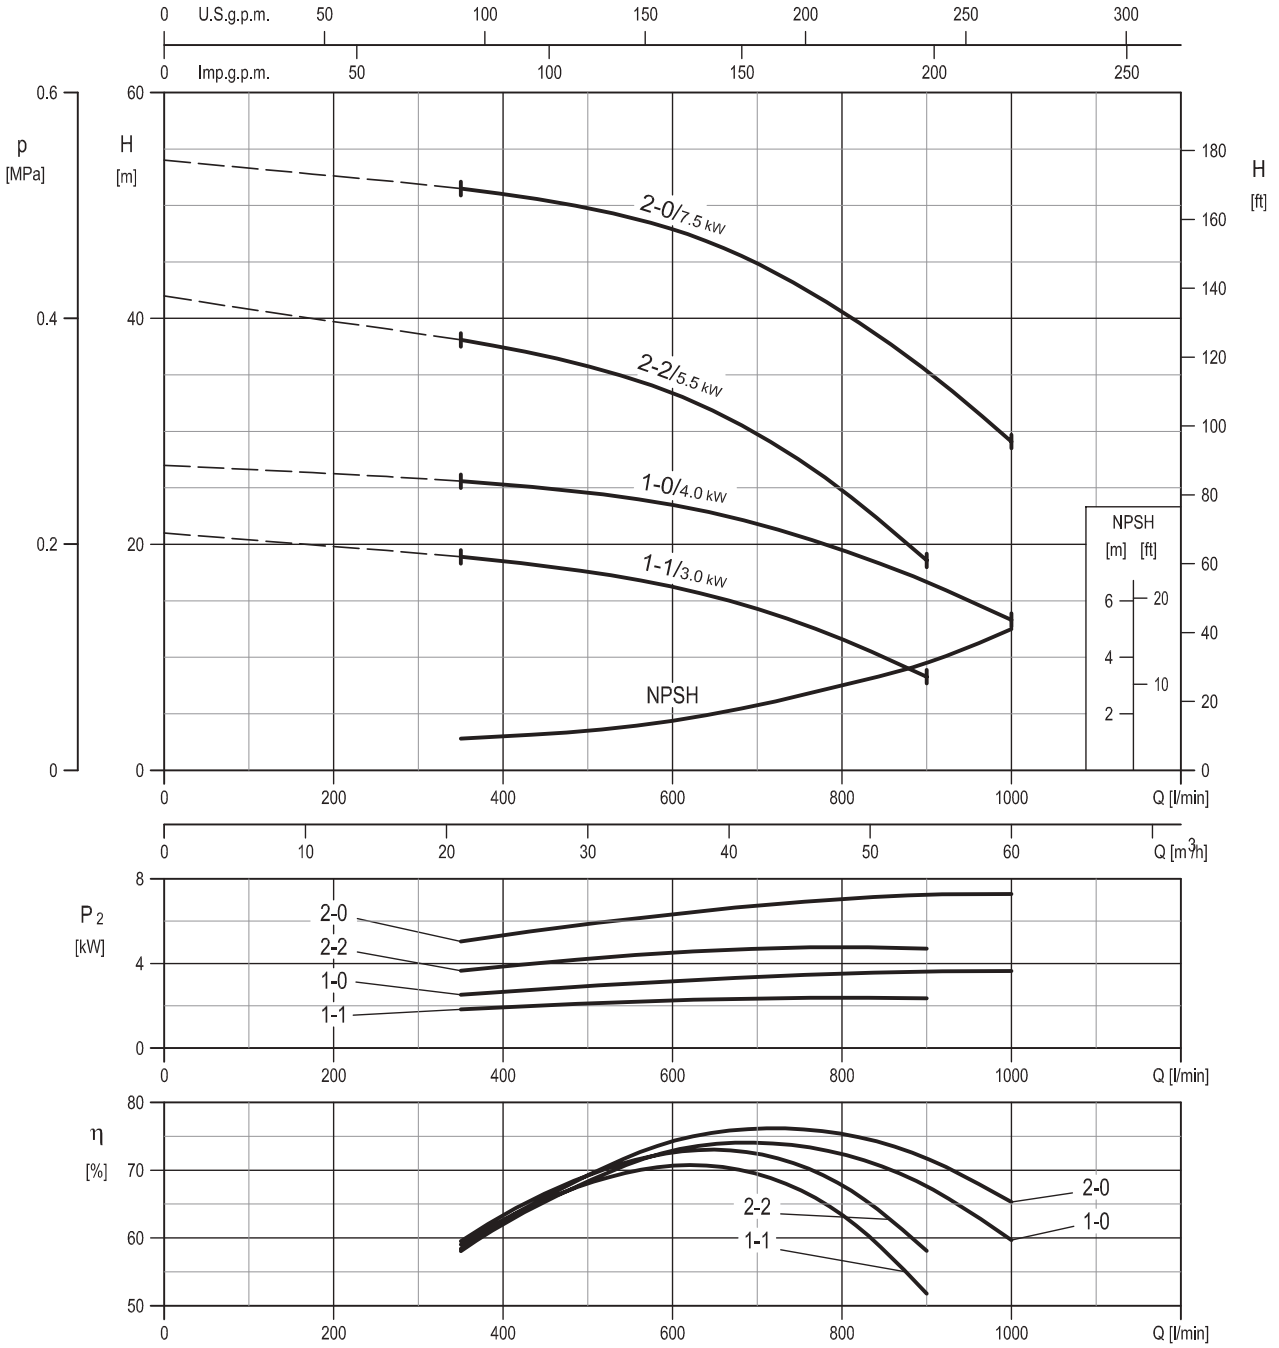 0 U.S.g.p.m. 50 100 150 200 250 300
0 Imp.g.p.m. 50 100 150 200 250
0.6 60
p H
[MPa] [m]
180
H
[ft]
160
2-0/7.5 kW
140
0.4 40
120
2-2/5.5 kW
100
1-0/4.0 kW
80
NPSH
0.2 20
[m] [ft]
60
1-1/3.0 kW
6 20
40
4
10
NPSH
20
2
0 0 0
0 200 400 600 800 1000 Q [l/min]
0 10 20 30 40 50 60 Q [m³/h]
8
P2
[kW]
2-0
2-2
4
1-0
1-1
0
0 200 400 600 800 1000 Q [l/min]
80
η
[%]
70
2-0
2-2
1-0
60
1-1
50
0 200 400 600 800 1000 Q [l/min]